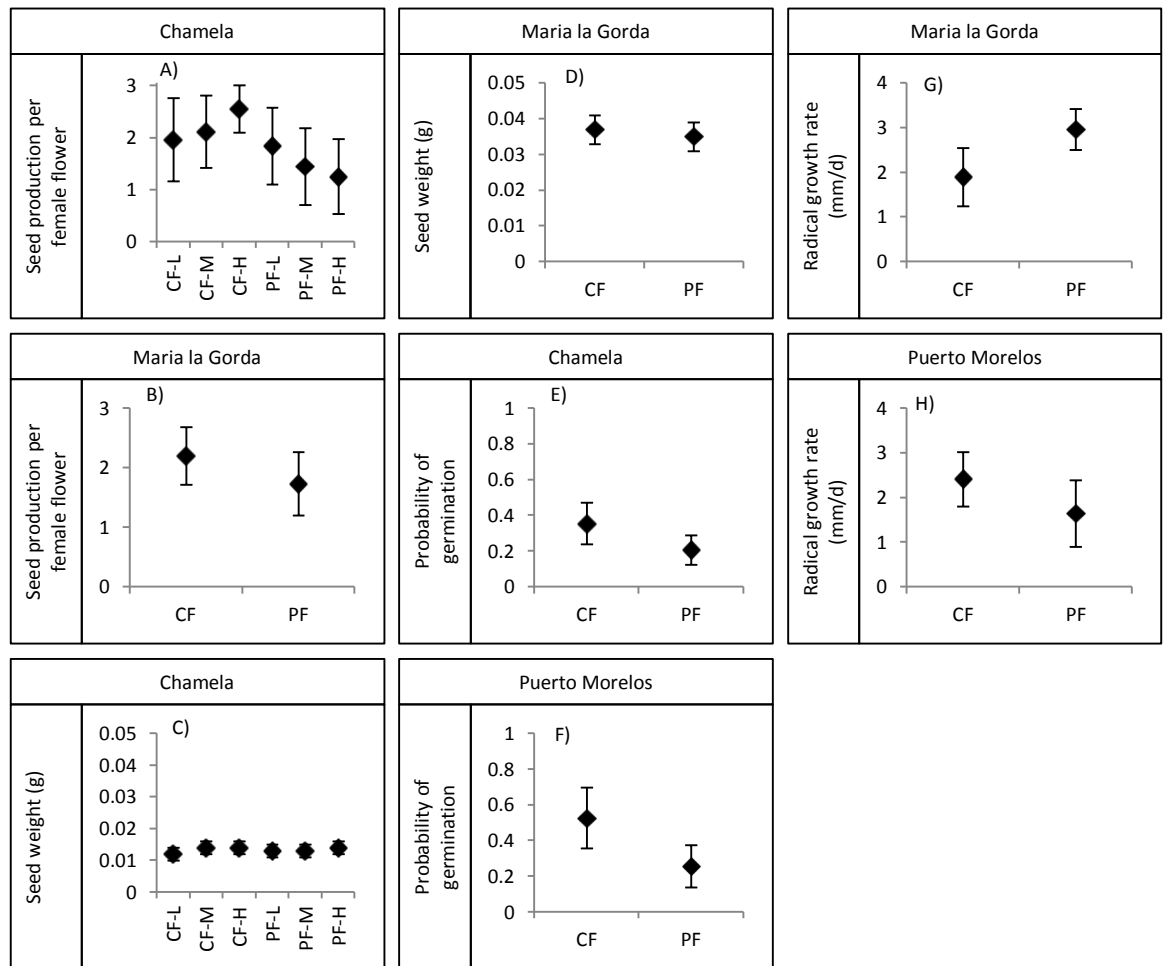 Chamela
Seed production per
female flower
A)
3
2
1
0
CF-L
CF-M
CF-H
PF-L
PF-M
PF-H
Maria la Gorda
Seed weight (g)
D)
0.05
0.04
0.03
0.02
0.01
0
CF PF
Maria la Gorda
Radical growth rate
(mm/d)
G)
4
3
2
1
0
CF PF
Maria la Gorda
Seed production per
female flower
B)
3
2
1
0
CF PF
Chamela
Probability of
germination
E)
1
0.8
0.6
0.4
0.2
0
CF PF
Puerto Morelos
Radical growth rate
(mm/d)
H)
4
3
2
1
0
CF PF
Chamela
Seed weight (g)
C)
0.05
0.04
0.03
0.02
0.01
0
CF-L
CF-M
CF-H
PF-L
PF-M
PF-H
Puerto Morelos
Probability of
germination
F)
1
0.8
0.6
0.4
0.2
0
CF PF